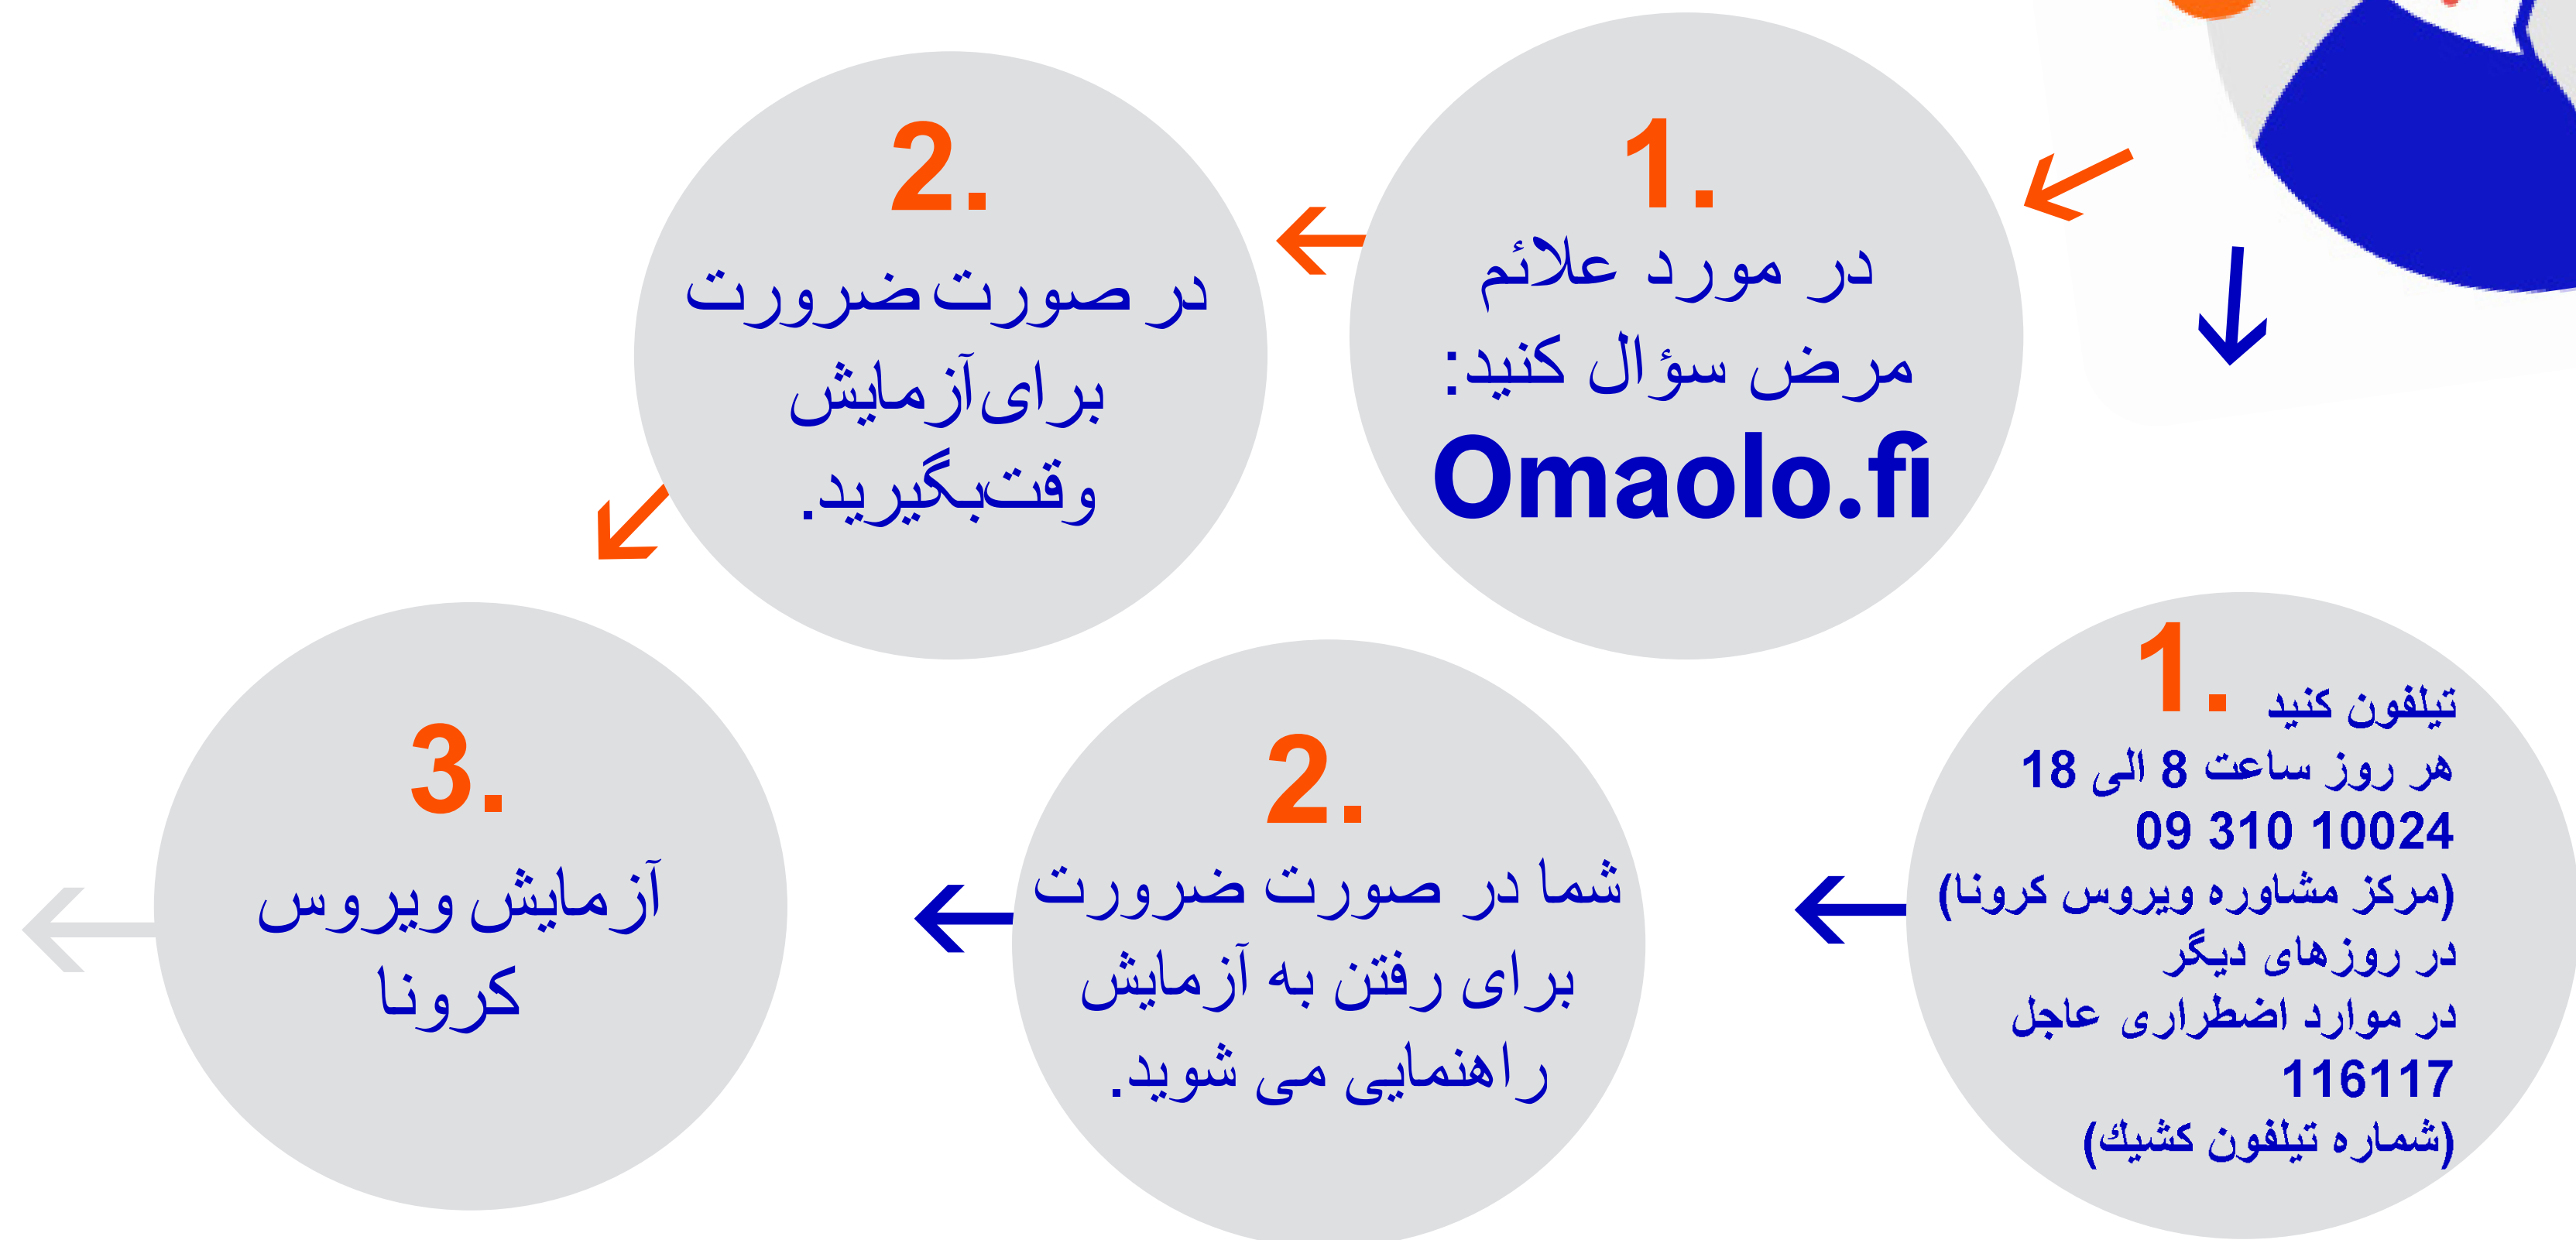 1.
در مورد علائم
مرض سؤال کنید:
Omaolo.fi
2.
در صورت ضرورت
برای آزمایش
وقت بگیرید.
1.
تیلفون کنید
هر روز ساعت 8 الی 18
09 310 10024
(مرکز مشاوره ویروس کرونا)
در روزهای دیگر
در موارد اضطراری عاجل
116117
(شماره تیلفون کشیك)
2.
شما در صورت ضرورت
برای رفتن به آزمایش
راهنمایی می شوید.
3.
آزمایش ویروس
کرونا